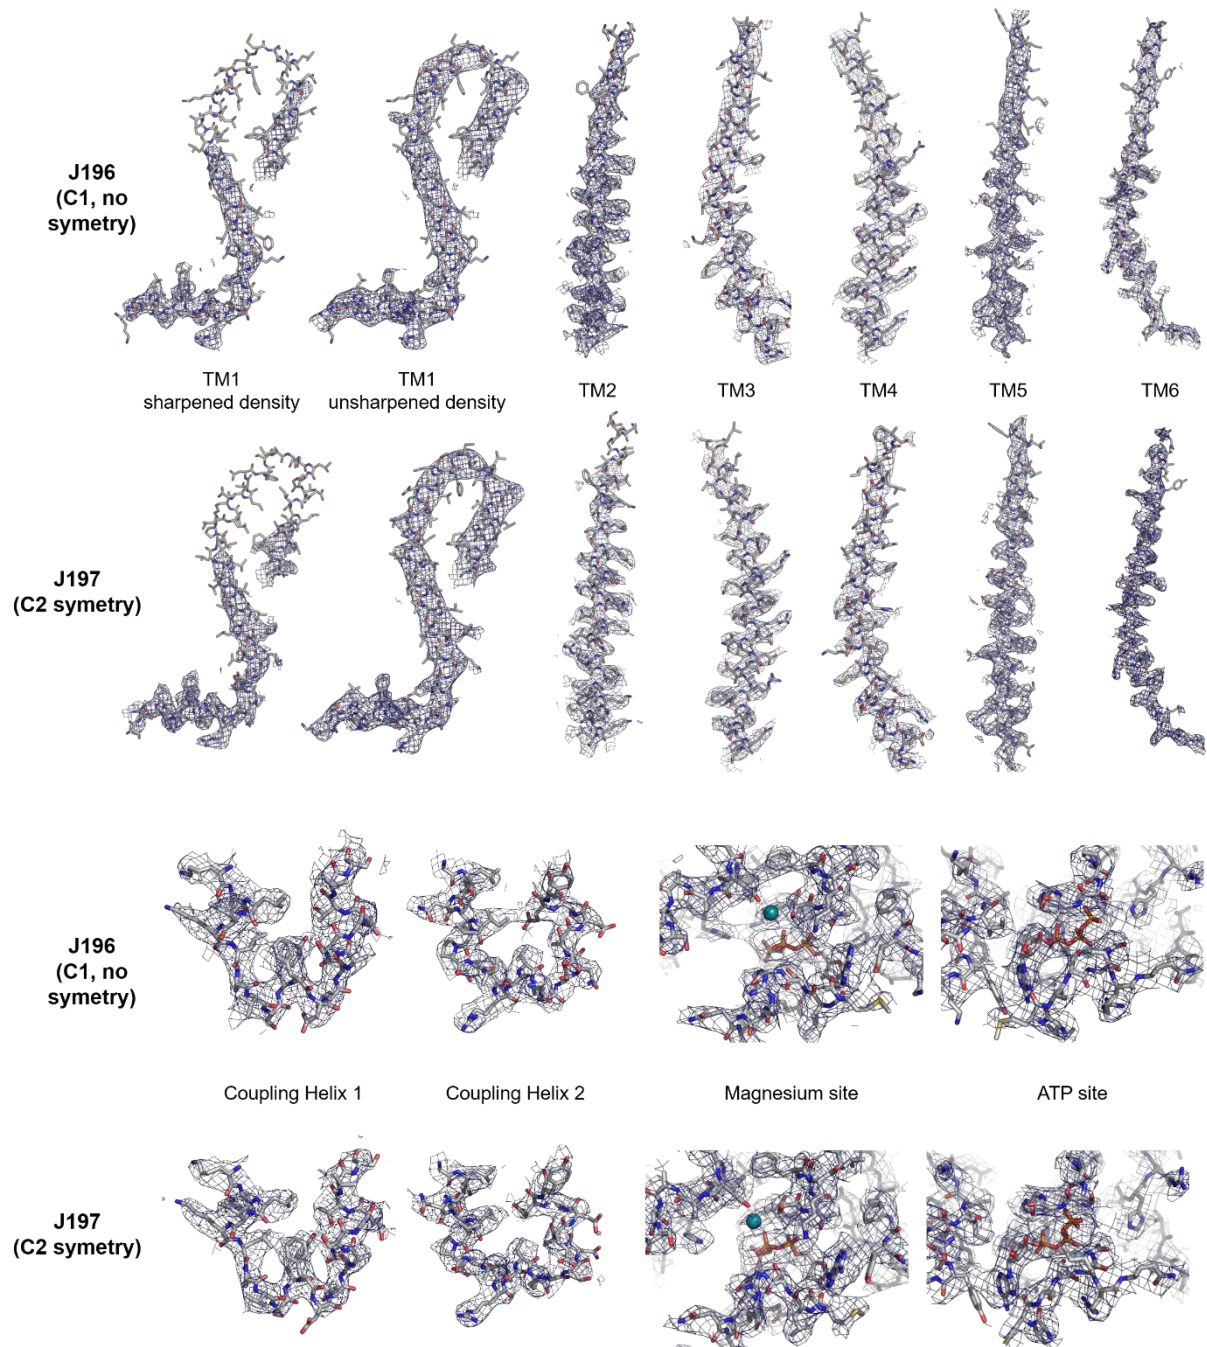 J196
(C1, no
symetry)
TM1
sharpened density
TM1
unsharpened density
TM2
TM3
TM4
TM5
TM6
J197
(C2 symetry)
J196
(C1, no
symetry)
Coupling Helix 1
Coupling Helix 2
Magnesium site
ATP site
J197
(C2 symetry)